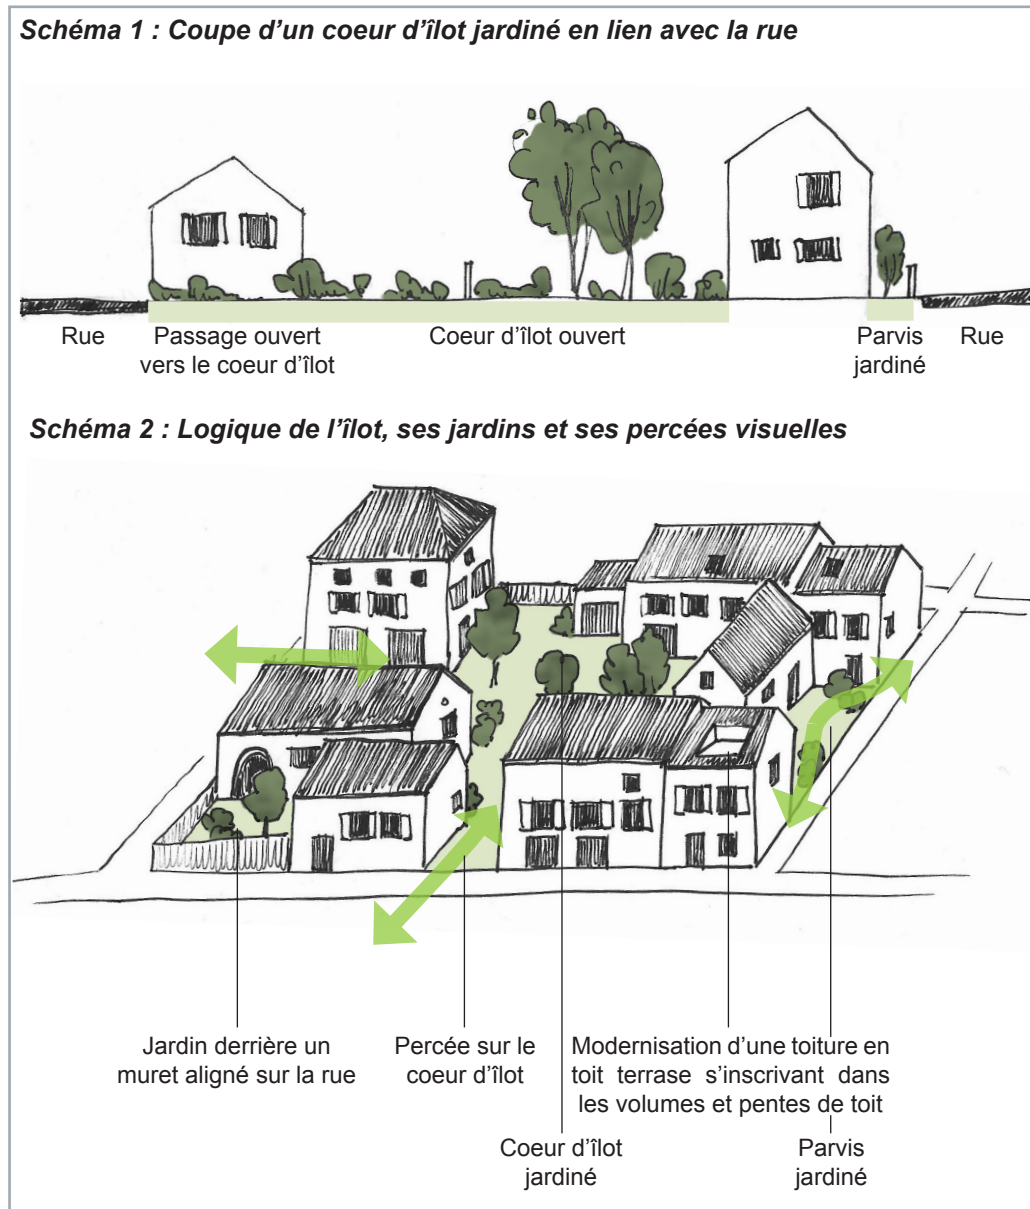 Schéma 1 : Coupe d'un coeur d'îlot jardiné en lien avec la rue
Rue
Passage ouvert
vers le coeur d'îlot
Coeur d'îlot ouvert
Parvis
jardiné
Rue
Schéma 2 : Logique de l'îlot, ses jardins et ses percées visuelles
Jardin derrière un
muret aligné sur la rue
Percée sur le
coeur d'îlot
Modernisation d'une toiture en
toit terrase s'inscrivant dans
les volumes et pentes de toit
Coeur d'îlot
jardiné
Parvis
jardiné